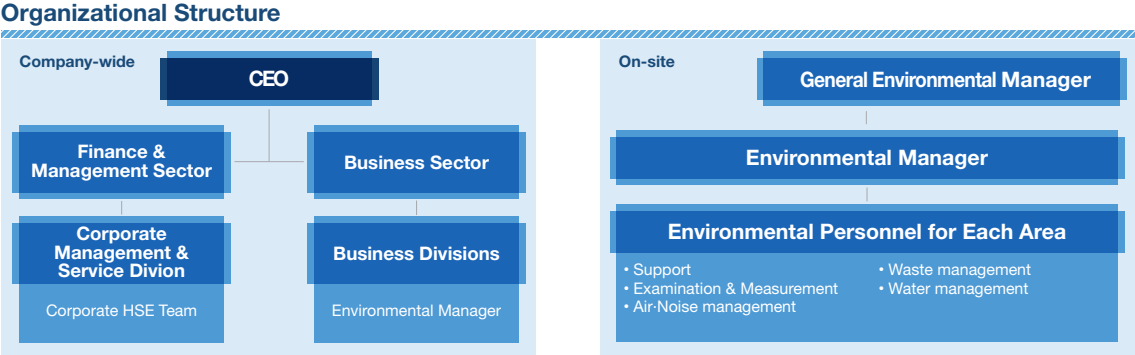 Organizational Structure
Company-wide
CEO
Finance &
Management Sector
Business Sector
Corporate
Management &
Service Divion
Corporate HSE Team
Business Divisions
Environmental Manager
On-site
General Environmental Manager
Environmental Manager
Environmental Personnel for Each Area
• Support
• Examination & Measurement
• Air·Noise management
• Waste management
• Water management